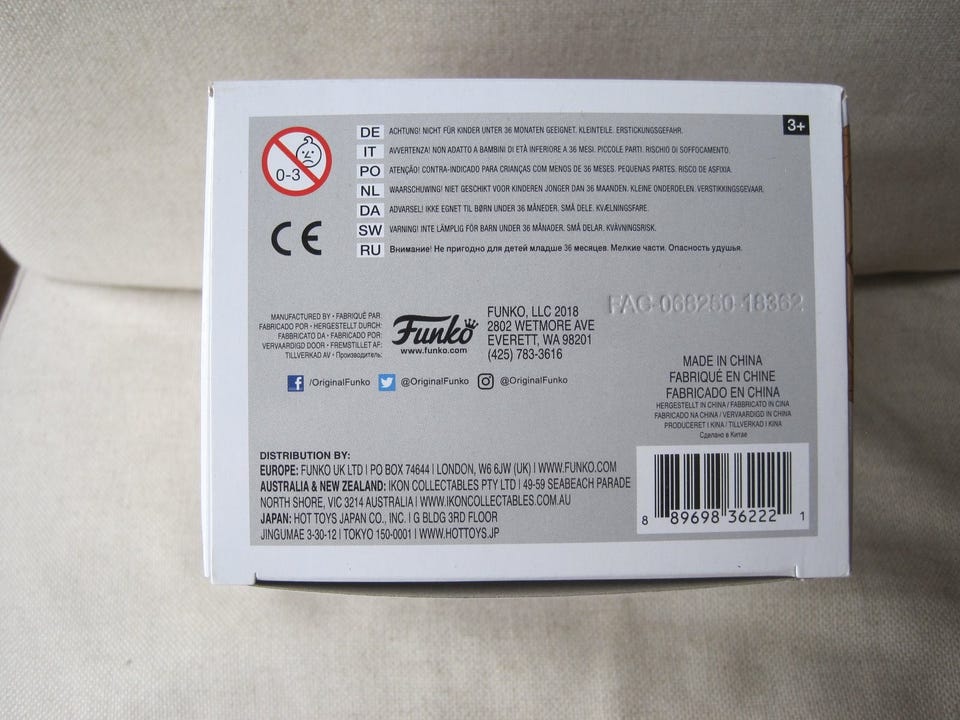 3+
0-3
DE ACHTUNG! NICHT FÜR KINDER UNTER 36 MONATEN GEEIGNET. KLEINTEILE. ERSTICKUNGSGEFAHR.
IT AVVERTENZA! NON ADATTO A BAMBINI DI ETÀ INFERIORE A 36 MESI. PICCOLE PARTI. RISCHIO DI SOFFOCAMENTO.
PO ATENÇÃO! CONTRA-INDICADO PARA CRIANÇAS COM MENOS DE 36 MESES. PEQUENAS PARTES. RISCO DE ASFIXIA.
NL WAARSCHUWING! NIET GESCHIKT VOOR KINDEREN JONGER DAN 36 MAANDEN. KLEINE ONDERDELEN. VERSTIKKINGSGEVAAR.
DA ADVARSEL! IKKE EGNET TIL BØRN UNDER 36 MÅNEDER. SMÅ DELE. KVÆLNINGSFARE.
SW VARNING! INTE LÄMPLIG FÖR BARN UNDER 36 MÅNADER. SMÅ DELAR. KVÄVNINGSRISK.
RU Внимание! Не пригодно для детей младше 36 месяцев. Мелкие части. Опасность удушья.
CE
FAC-068250-18362
MANUFACTURED BY • FABRIQUÉ PAR:
FABRICADO POR • HERGESTELLT DURCH:
FABBRICATO DA • FABRICADO POR:
VERVAARDIGD DOOR • FREMSTILLET AF:
TILLVERKAD AV • Производитель:
Funko
www.funko.com
FUNKO, LLC 2018
2802 WETMORE AVE
EVERETT, WA 98201
(425) 783-3616
/OriginalFunko @OriginalFunko @OriginalFunko
MADE IN CHINA
FABRIQUÉ EN CHINE
FABRICADO EN CHINA
HERGESTELLT IN CHINA / FABBRICATO IN CINA
FABRICADO NA CHINA / VERVAARDIGD IN CHINA
PRODUCERET I KINA / TILLVERKAD I KINA
Сделано в Китае
DISTRIBUTION BY:
EUROPE: FUNKO UK LTD | PO BOX 74644 | LONDON, W6 6JW (UK) | WWW.FUNKO.COM
AUSTRALIA & NEW ZEALAND: IKON COLLECTABLES PTY LTD | 49-59 SEABEACH PARADE
NORTH SHORE, VIC 3214 AUSTRALIA | WWW.IKONCOLLECTABLES.COM.AU
JAPAN: HOT TOYS JAPAN CO., INC. | G BLDG 3RD FLOOR
JINGUMAE 3-30-12 | TOKYO 150-0001 | WWW.HOTTOYS.JP
8 89698 36222 1